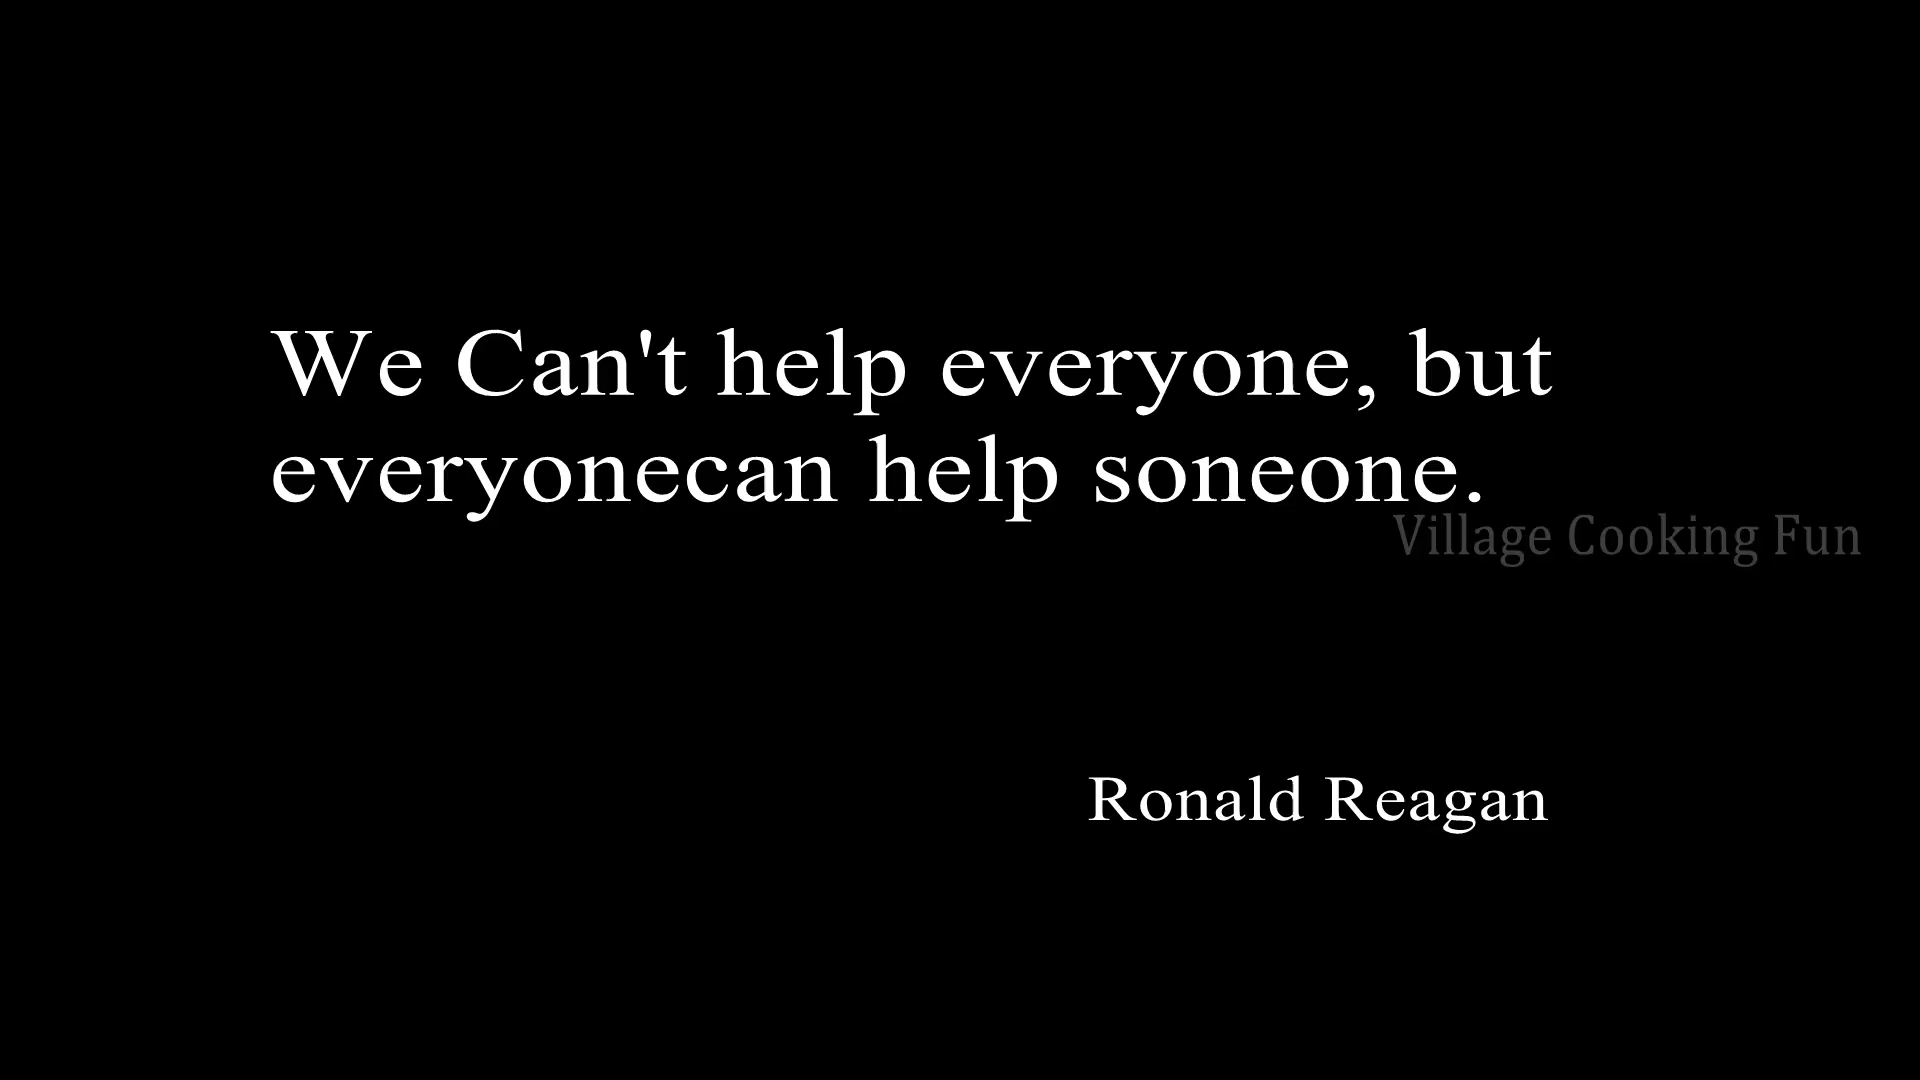 We Can't help everyone, but
everyonecan help soneone.
Village Cooking Fun
Ronald Reagan